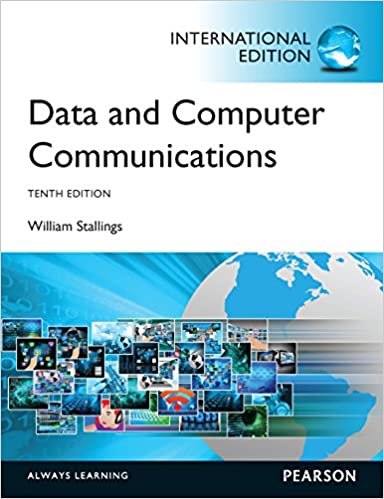 INTERNATIONAL
EDITION
Data and Computer
Communications
TENTH EDITION
William Stallings
ALWAYS LEARNING
PEARSON